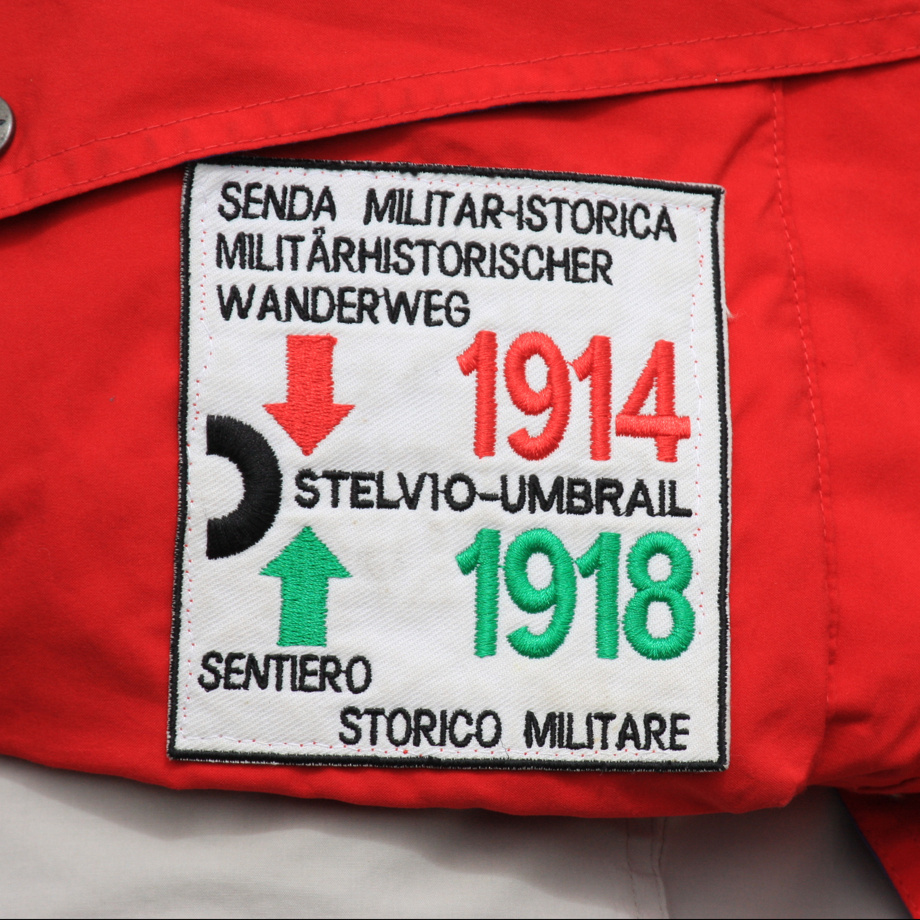 SENDA MILITAR-ISTORICA
MILITÄRHISTORISCHER
WANDERWEG
1914
STELVIO-UMBRAIL
1918
SENTIERO
STORICO MILITARE